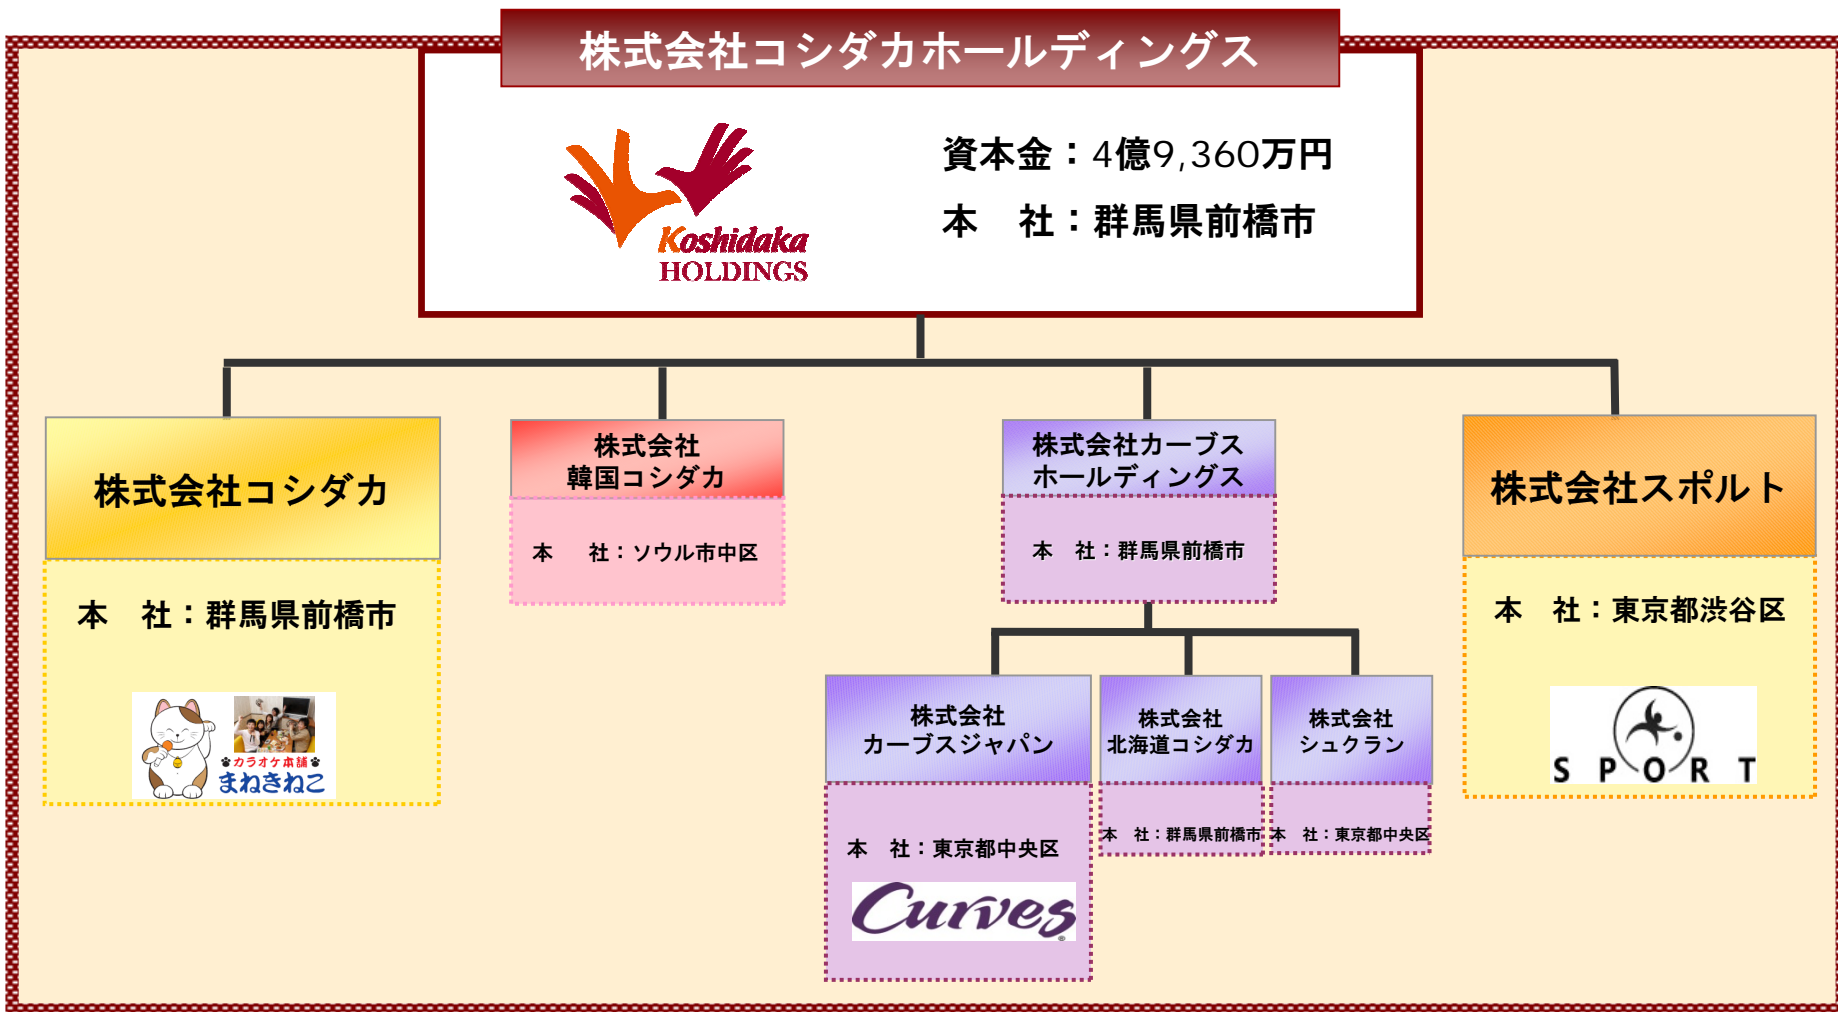 株式会社コシダカホールディングス
Koshidaka
HOLDINGS
資本金：4億9,360万円
本　社：群馬県前橋市
株式会社コシダカ
本　社：群馬県前橋市
カラオケ本舗
まねきねこ
株式会社
韓国コシダカ
本　社：ソウル市中区
株式会社カーブス
ホールディングス
本　社：群馬県前橋市
株式会社スポルト
本　社：東京都渋谷区
SPORT
株式会社
カーブスジャパン
本　社：東京都中央区
Curves®
株式会社
北海道コシダカ
本　社：群馬県前橋市
株式会社
シュクラン
本　社：東京都中央区